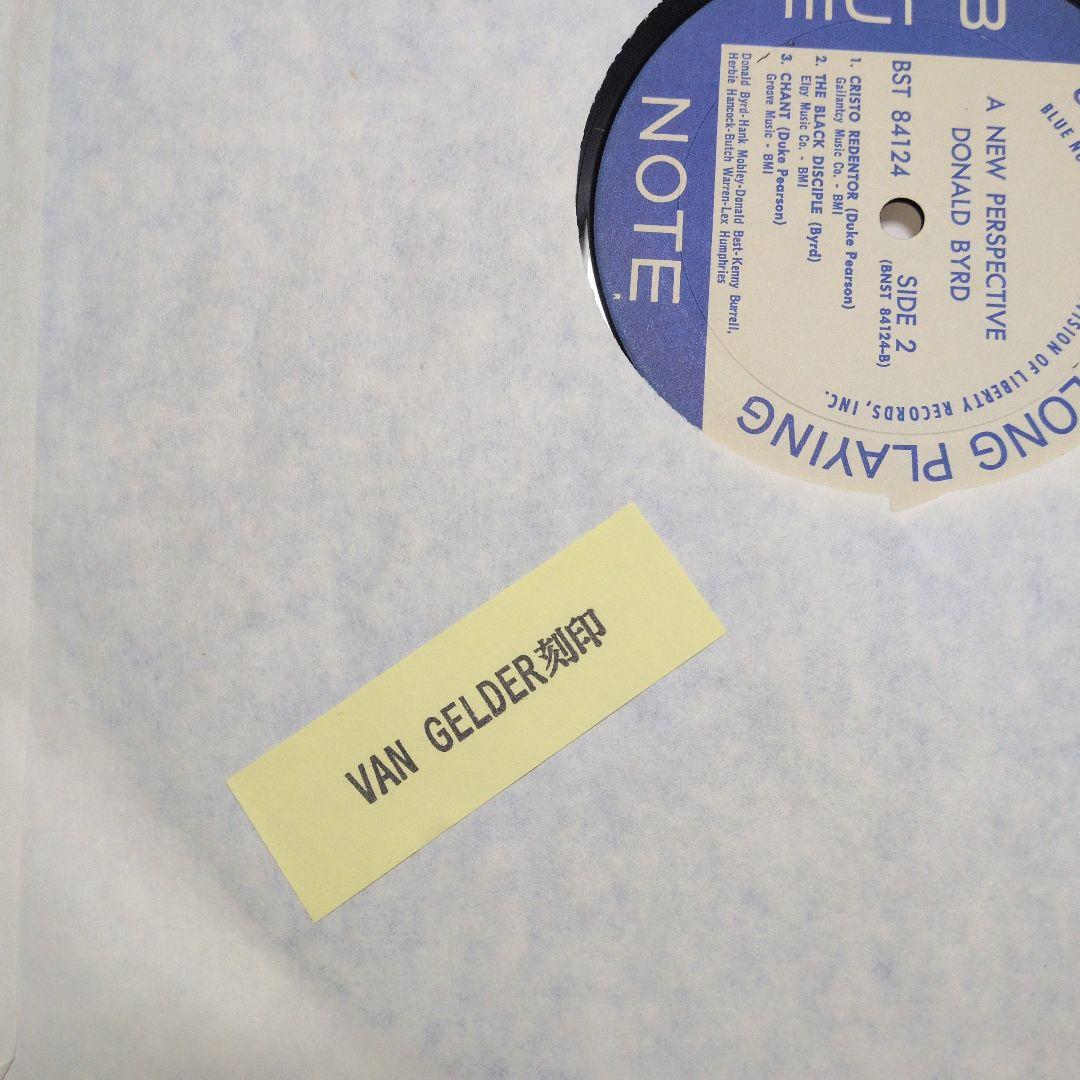 NOTE
A NEW PERSPECTIVE
DONALD BYRD
BST 84124
SIDE 2
(BNST 84124-B)
1. CRISTO REDENTOR (Duke Pearson)
Gailantcy Music Co. - BMI
2. THE BLACK DISCIPLE (Byrd)
Elgy Music Co. - BMI
3. CHANT (Duke Pearson)
Groove Music - BMI
Donald Byrd-Hank Mobley-Donald Best-Kenny Burrell,
Herbie Hancock-Butch Warren-Lex Humphries
OF LIBERTY RECORDS, INC.
PLAYING
VAN GELDER刻印